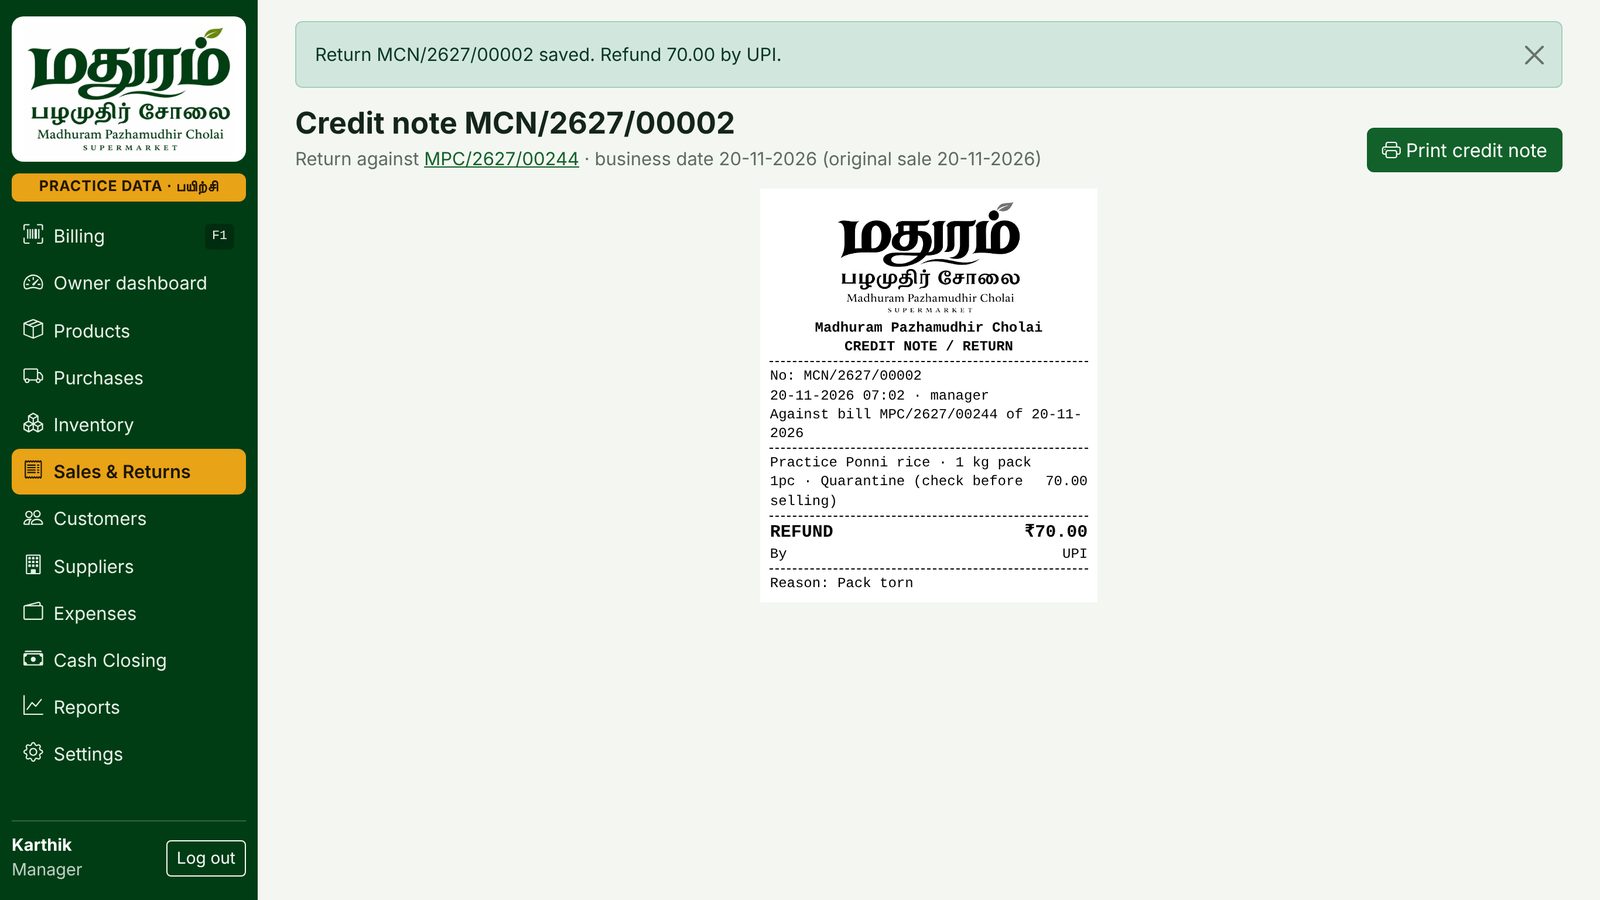 மதுரம்
பழமுதிர் சோலை
Madhuram Pazhamudhir Cholai
SUPERMARKET
PRACTICE DATA · பயிற்சி
Billing F1
Owner dashboard
Products
Purchases
Inventory
Sales & Returns
Customers
Suppliers
Expenses
Cash Closing
Reports
Settings
Karthik
Manager
Log out
Return MCN/2627/00002 saved. Refund 70.00 by UPI.
Credit note MCN/2627/00002
Return against MPC/2627/00244 · business date 20-11-2026 (original sale 20-11-2026)
Print credit note
மதுரம்
பழமுதிர் சோலை
Madhuram Pazhamudhir Cholai
SUPERMARKET
Madhuram Pazhamudhir Cholai
CREDIT NOTE / RETURN
No: MCN/2627/00002
20-11-2026 07:02 · manager
Against bill MPC/2627/00244 of 20-11-
2026
Practice Ponni rice · 1 kg pack
1pc · Quarantine (check before 70.00
selling)
REFUND ₹70.00
By UPI
Reason: Pack torn